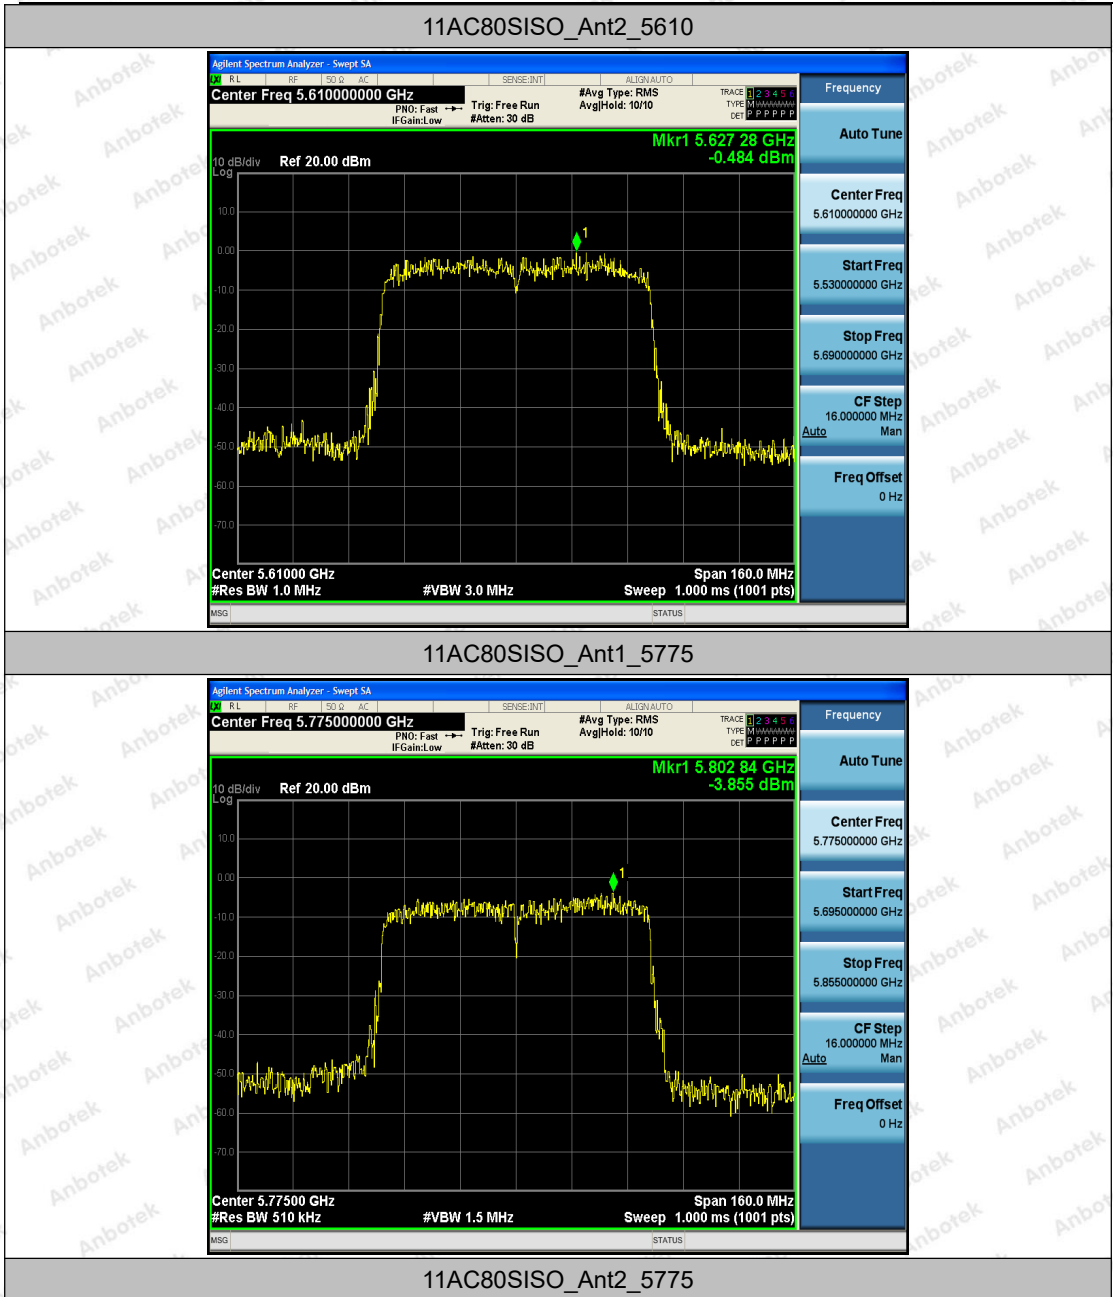 11AC80SISO_Ant2_5610
Agilent Spectrum Analyzer - Swept SA
LXI RL RF 50 Ω AC SENSE:INT ALIGNAUTO
Center Freq 5.610000000 GHz
PNO: Fast
IFGain:Low
Trig: Free Run
#Atten: 30 dB
#Avg Type: RMS
Avg|Hold: 10/10
TRACE 1 2 3 4 5 6
TYPE M
DET P P P P P P
Frequency
Mkr1 5.627 28 GHz
-0.484 dBm
10 dB/div Ref 20.00 dBm
Log
10.0
0.00
-10.0
-20.0
-30.0
-40.0
-50.0
-60.0
-70.0
1
Center 5.61000 GHz Span 160.0 MHz
#Res BW 1.0 MHz #VBW 3.0 MHz Sweep 1.000 ms (1001 pts)
MSG STATUS
Auto Tune
Center Freq
5.610000000 GHz
Start Freq
5.530000000 GHz
Stop Freq
5.690000000 GHz
CF Step
16.000000 MHz
Auto Man
Freq Offset
0 Hz
11AC80SISO_Ant1_5775
Agilent Spectrum Analyzer - Swept SA
LXI RL RF 50 Ω AC SENSE:INT ALIGNAUTO
Center Freq 5.775000000 GHz
PNO: Fast
IFGain:Low
Trig: Free Run
#Atten: 30 dB
#Avg Type: RMS
Avg|Hold: 10/10
TRACE 1 2 3 4 5 6
TYPE M
DET P P P P P P
Frequency
Mkr1 5.802 84 GHz
-3.855 dBm
10 dB/div Ref 20.00 dBm
Log
10.0
0.00
-10.0
-20.0
-30.0
-40.0
-50.0
-60.0
-70.0
1
Center 5.77500 GHz Span 160.0 MHz
#Res BW 510 kHz #VBW 1.5 MHz Sweep 1.000 ms (1001 pts)
MSG STATUS
Auto Tune
Center Freq
5.775000000 GHz
Start Freq
5.695000000 GHz
Stop Freq
5.855000000 GHz
CF Step
16.000000 MHz
Auto Man
Freq Offset
0 Hz
11AC80SISO_Ant2_5775
Anbotek